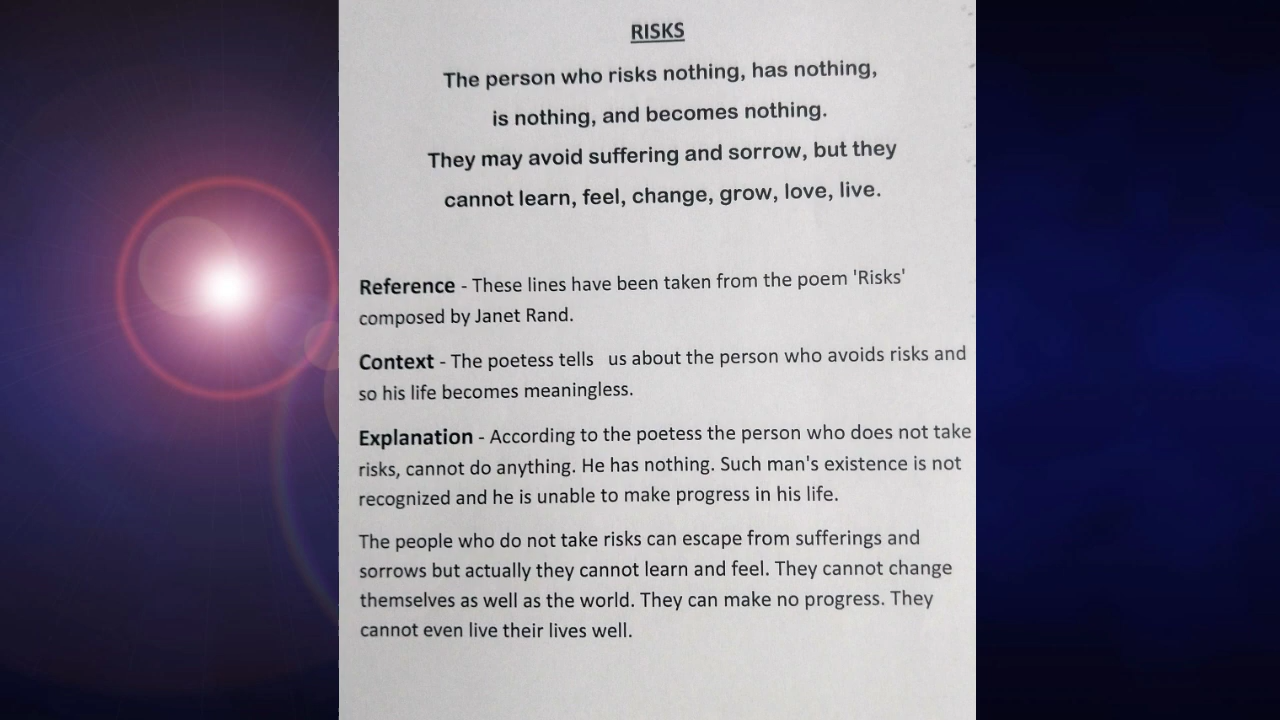 RISKS
The person who risks nothing, has nothing,
is nothing, and becomes nothing.
They may avoid suffering and sorrow, but they
cannot learn, feel, change, grow, love, live.
Reference - These lines have been taken from the poem 'Risks'
composed by Janet Rand.
Context - The poetess tells us about the person who avoids risks and
so his life becomes meaningless.
Explanation - According to the poetess the person who does not take
risks, cannot do anything. He has nothing. Such man's existence is not
recognized and he is unable to make progress in his life.
The people who do not take risks can escape from sufferings and
sorrows but actually they cannot learn and feel. They cannot change
themselves as well as the world. They can make no progress. They
cannot even live their lives well.